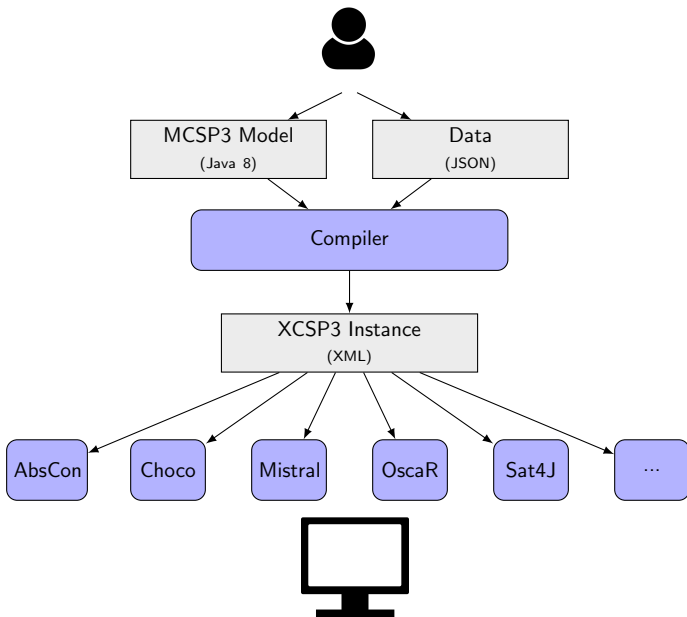 MCSP3 Model
(Java 8)
Data
(JSON)
Compiler
XCSP3 Instance
(XML)
AbsCon
Choco
Mistral
OscaR
Sat4J
...